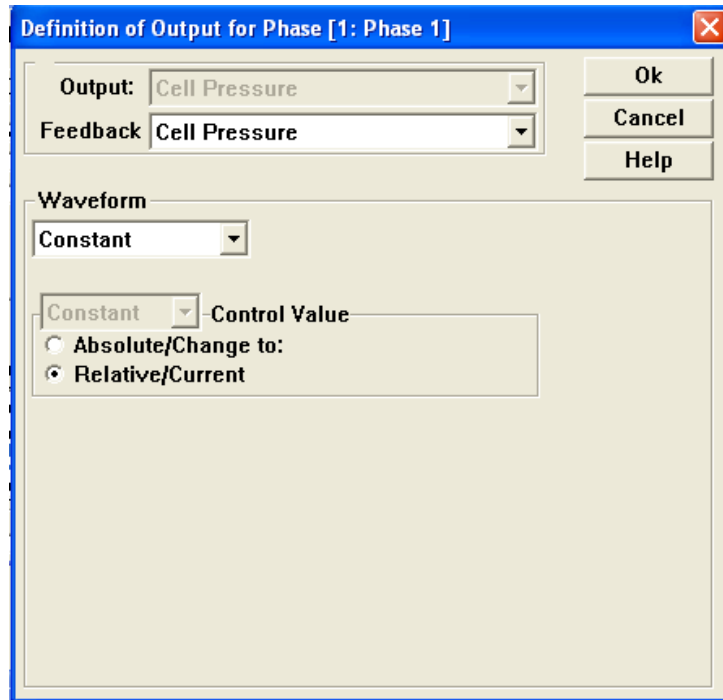 Definition of Output for Phase [1: Phase 1]
Output: Cell Pressure
Ok
Feedback Cell Pressure
Cancel
Help
Waveform
Constant
Constant Control Value
Absolute/Change to:
Relative/Current